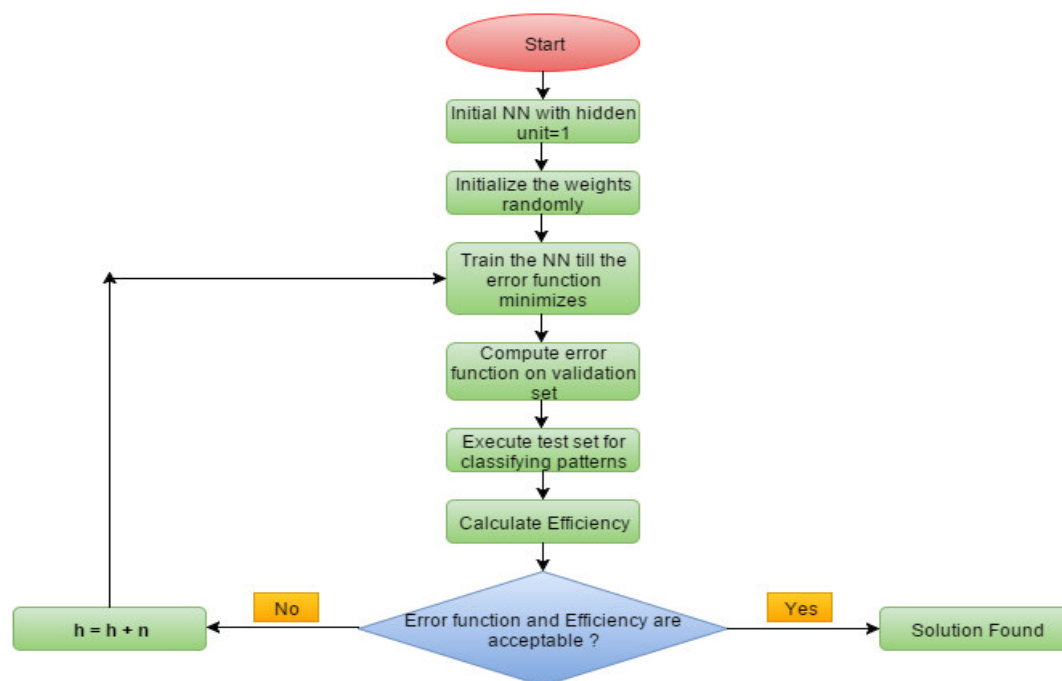 Start
Initial NN with hidden
unit=1
Initialize the weights
randomly
Train the NN till the
error function
minimizes
Compute error
function on validation
set
Execute test set for
classifying patterns
Calculate Efficiency
No
Yes
h = h + n
Error function and Efficiency are
acceptable ?
Solution Found